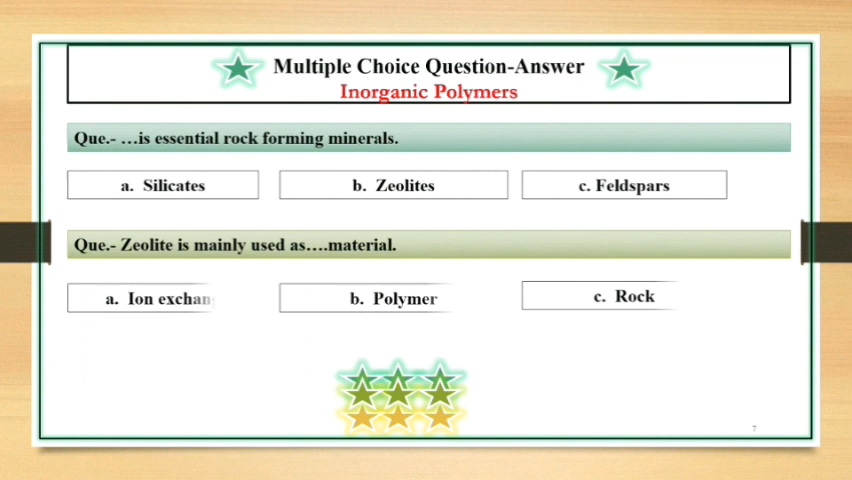 Multiple Choice Question-Answer
Inorganic Polymers
Que.- …is essential rock forming minerals.
a. Silicates
b. Zeolites
c. Feldspars
Que.- Zeolite is mainly used as….material.
a. Ion exchan
b. Polymer
c. Rock
7